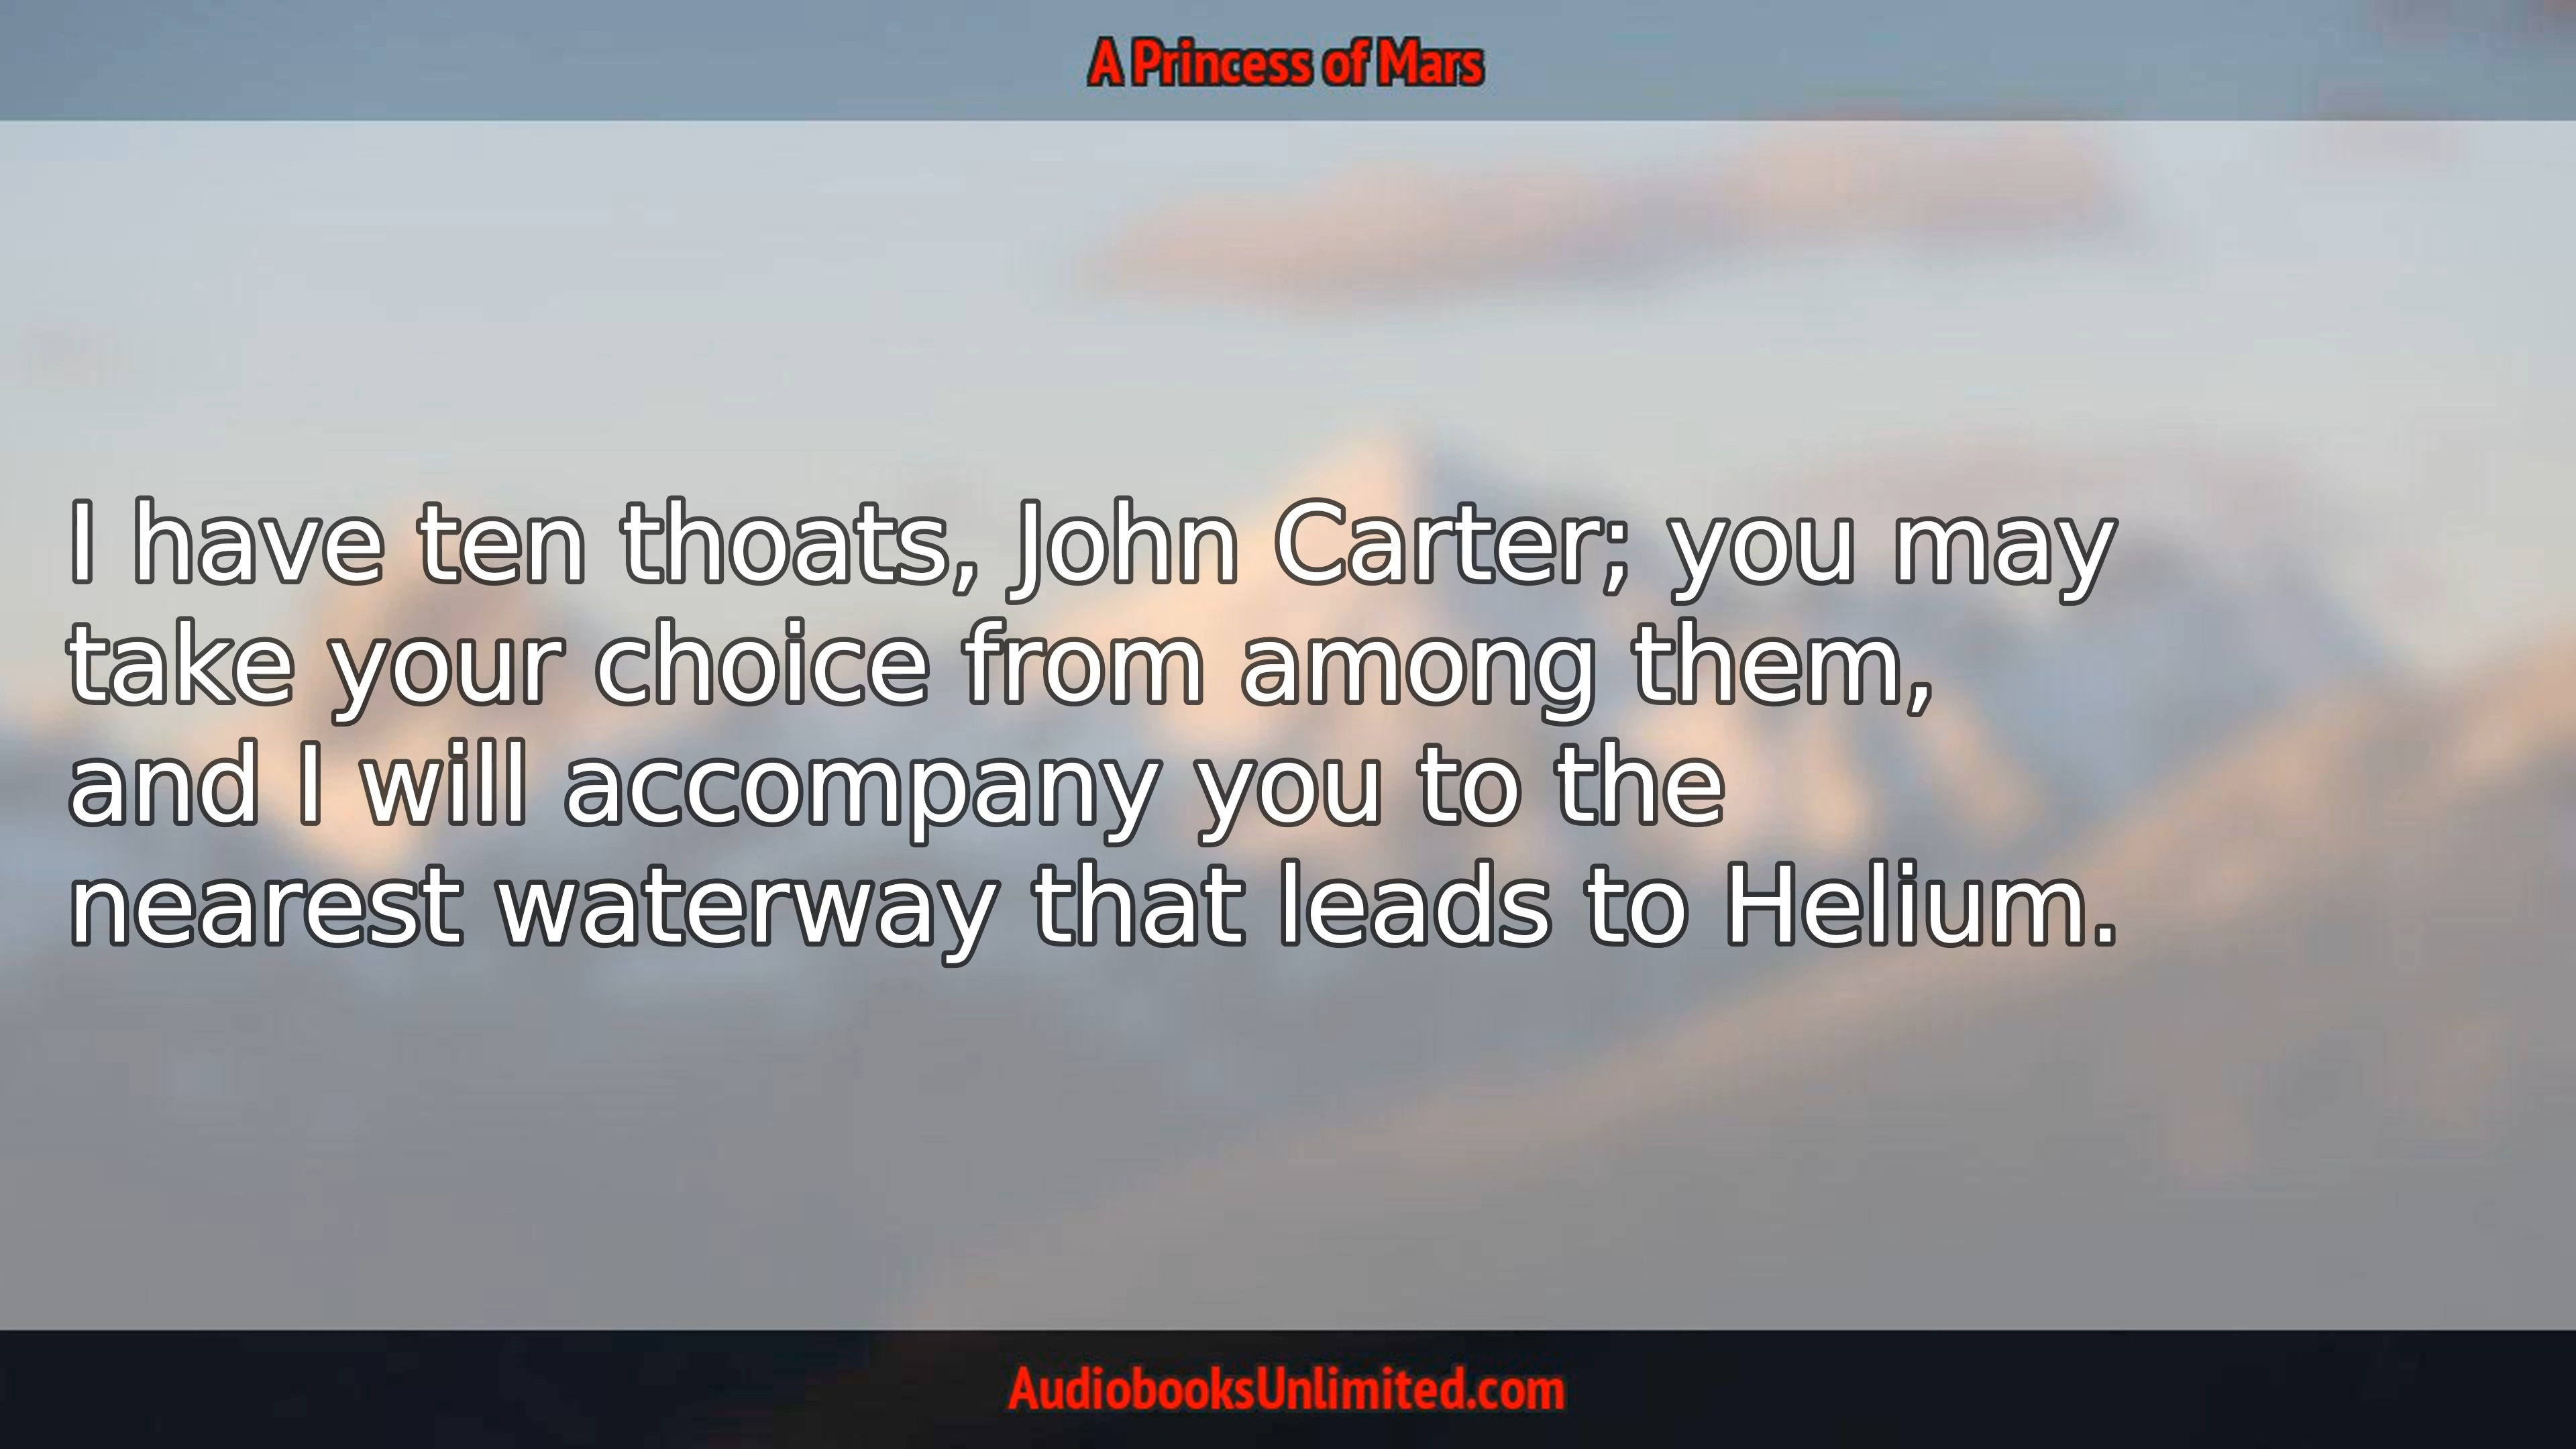 A Princess of Mars
I have ten thoats, John Carter; you may
take your choice from among them,
and I will accompany you to the
nearest waterway that leads to Helium.
AudiobooksUnlimited.com